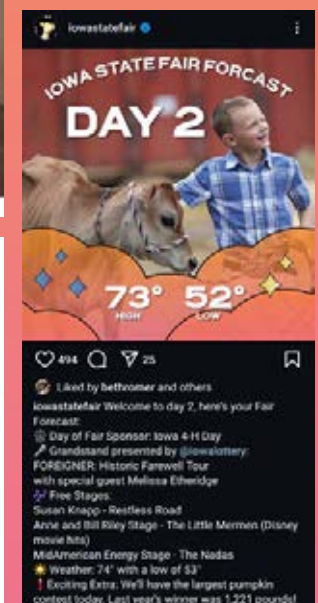 iowastatefair
IOWA STATE FAIR FORCAST
DAY 2
73° 52°
HIGH LOW
494 25
Liked by bethromer and others
iowastatefair Welcome to day 2, here's your Fair
Forecast:
Day of Fair Sponsor: Iowa 4-H Day
Grandstand presented by @iowalottery:
FOREIGNER: Historic Farewell Tour
with special guest Melissa Etheridge
Free Stages:
Susan Knapp - Restless Road
Anne and Bill Riley Stage - The Little Mermen (Disney
movie hits)
MidAmerican Energy Stage - The Nadas
Weather: 74° with a low of 53°
Exciting Extra: We'll have the largest pumpkin
contest today. Last year's winner was 1,221 pounds!